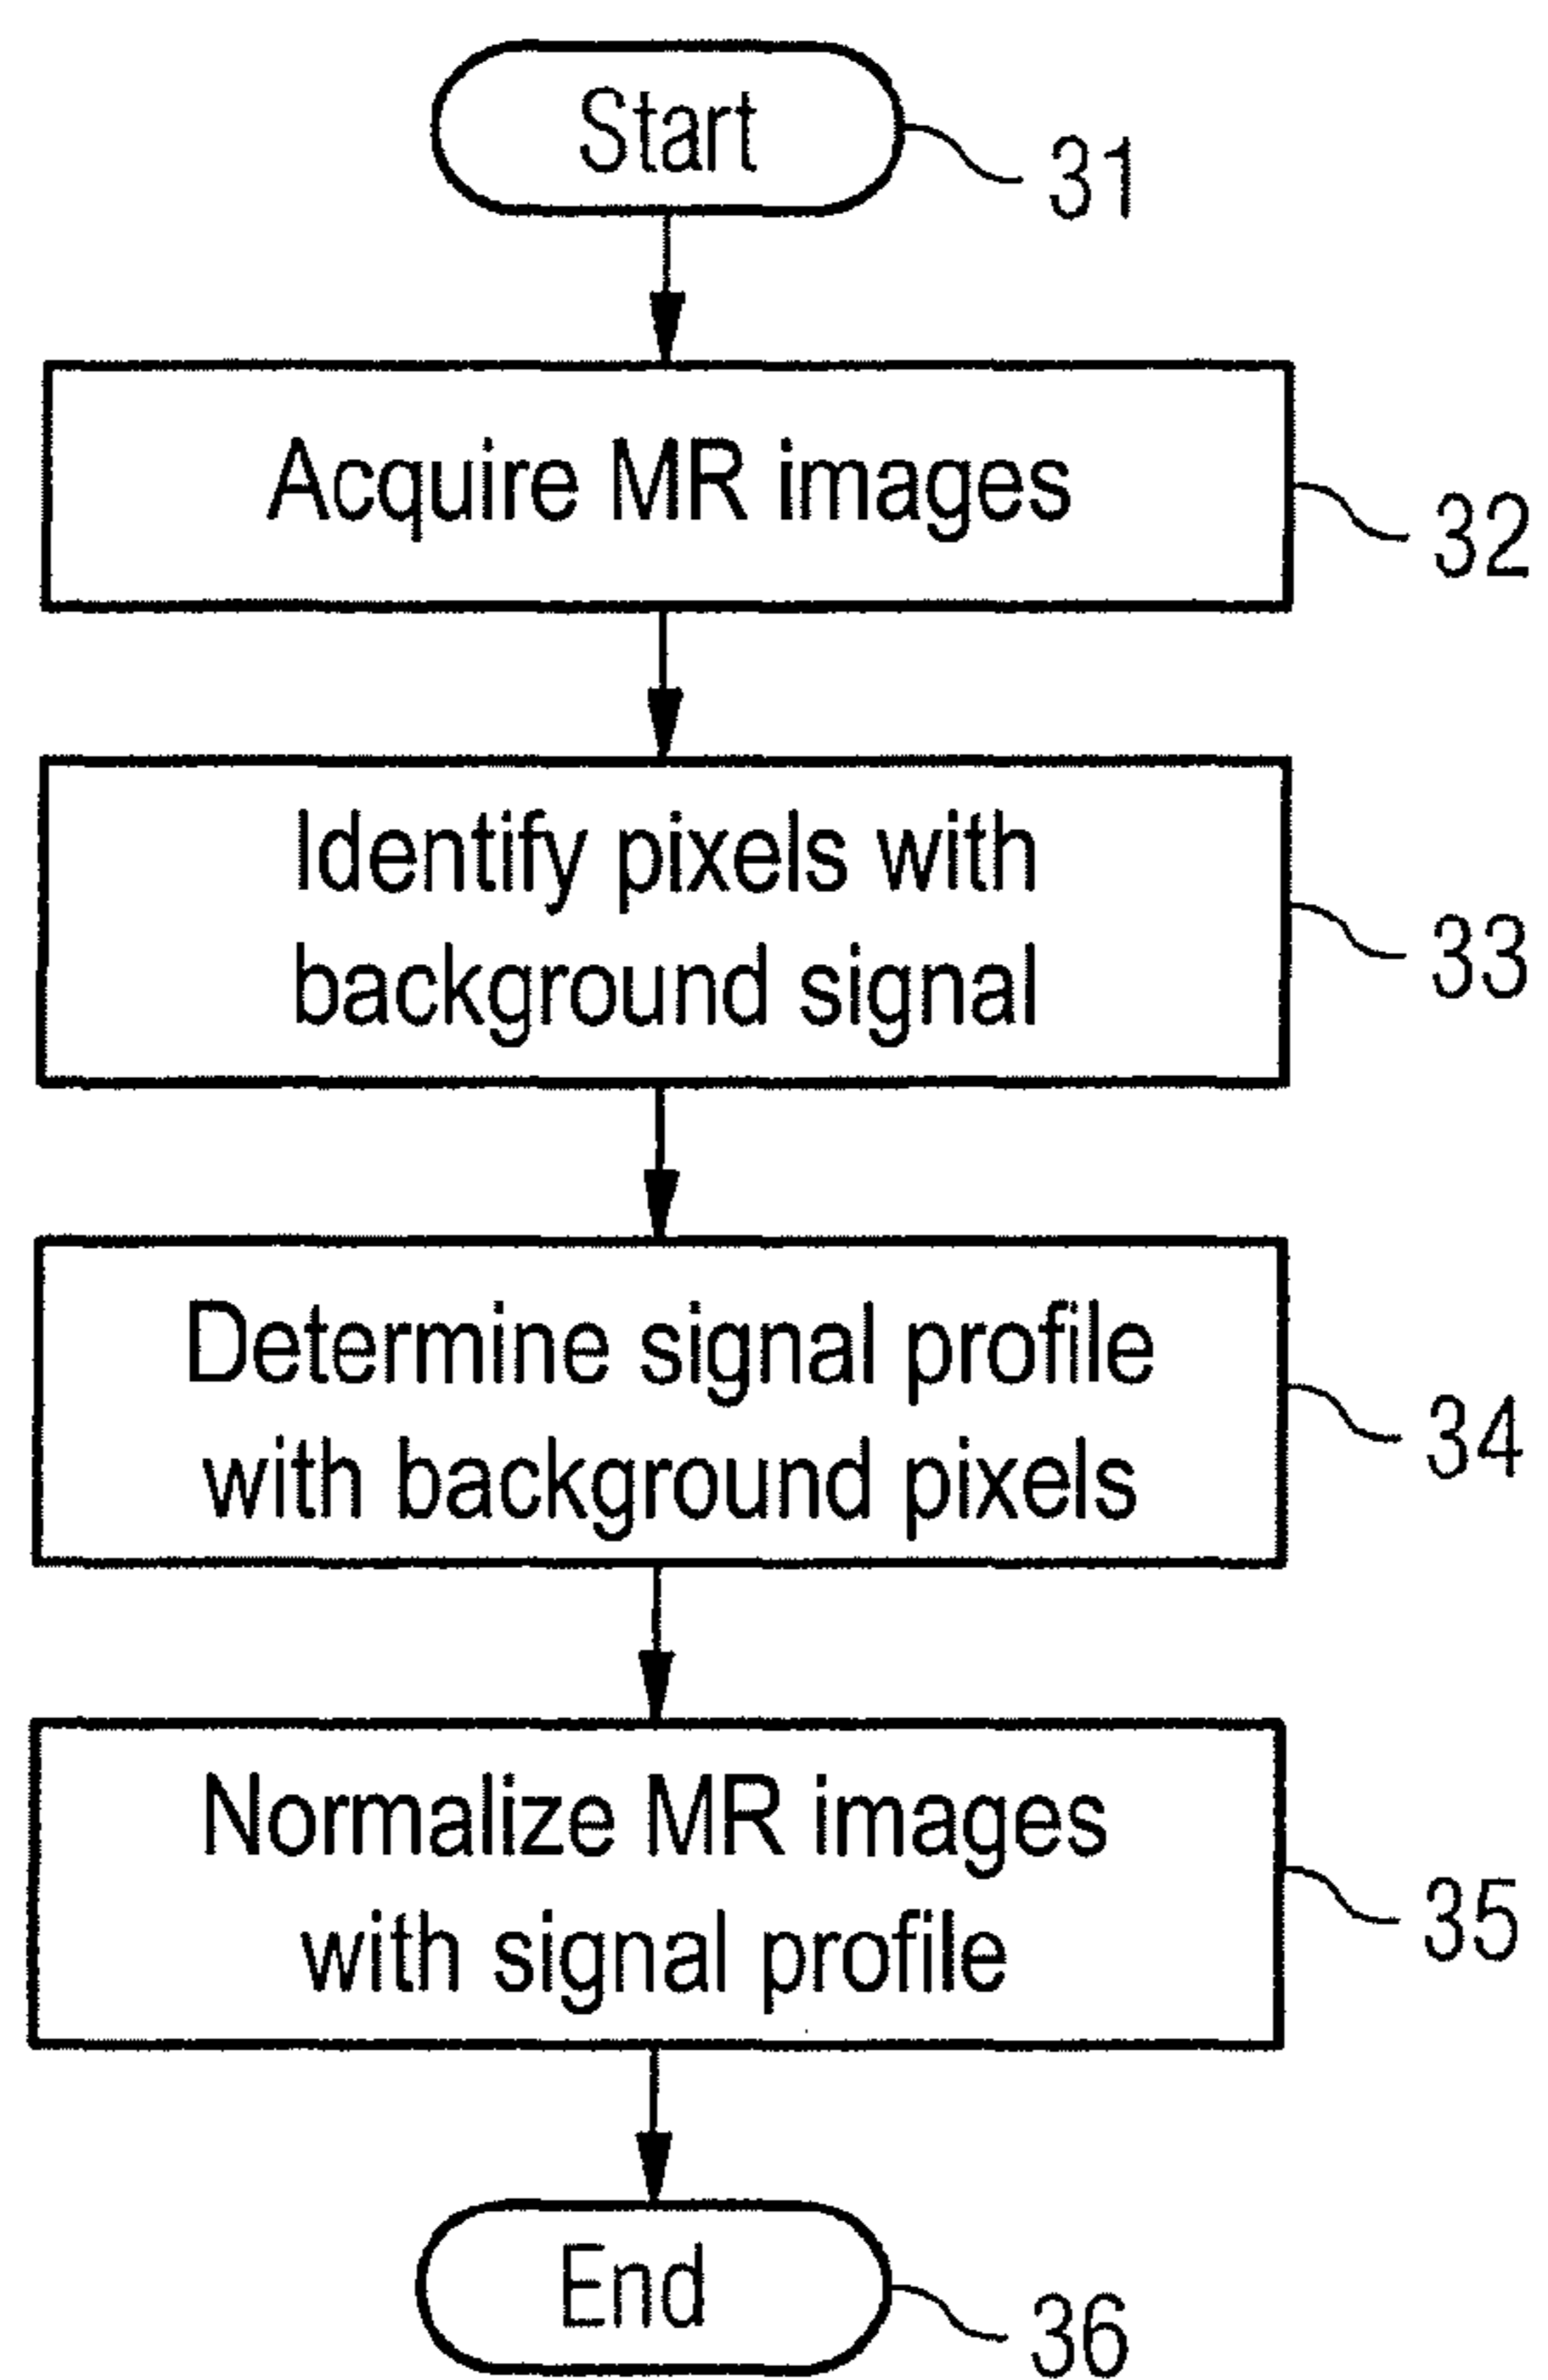 Start
31
Acquire MR images
32
Identify pixels with
background signal
33
Determine signal profile
with background pixels
34
Normalize MR images
with signal profile
35
End
36